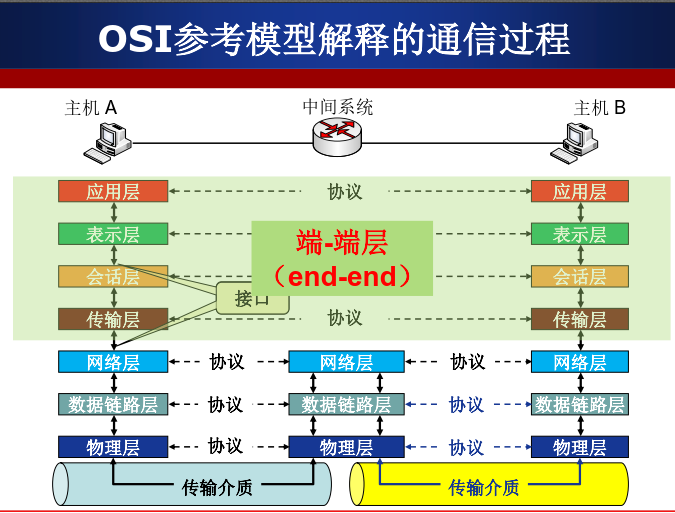 OSI参考模型解释的通信过程
主机 A
中间系统
主机 B
应用层
协议
应用层
表示层
表示层
端-端层
（end-end）
会话层
会话层
接口
传输层
协议
传输层
网络层
协议
网络层
协议
网络层
数据链路层
协议
数据链路层
协议
数据链路层
物理层
协议
物理层
协议
物理层
传输介质
传输介质